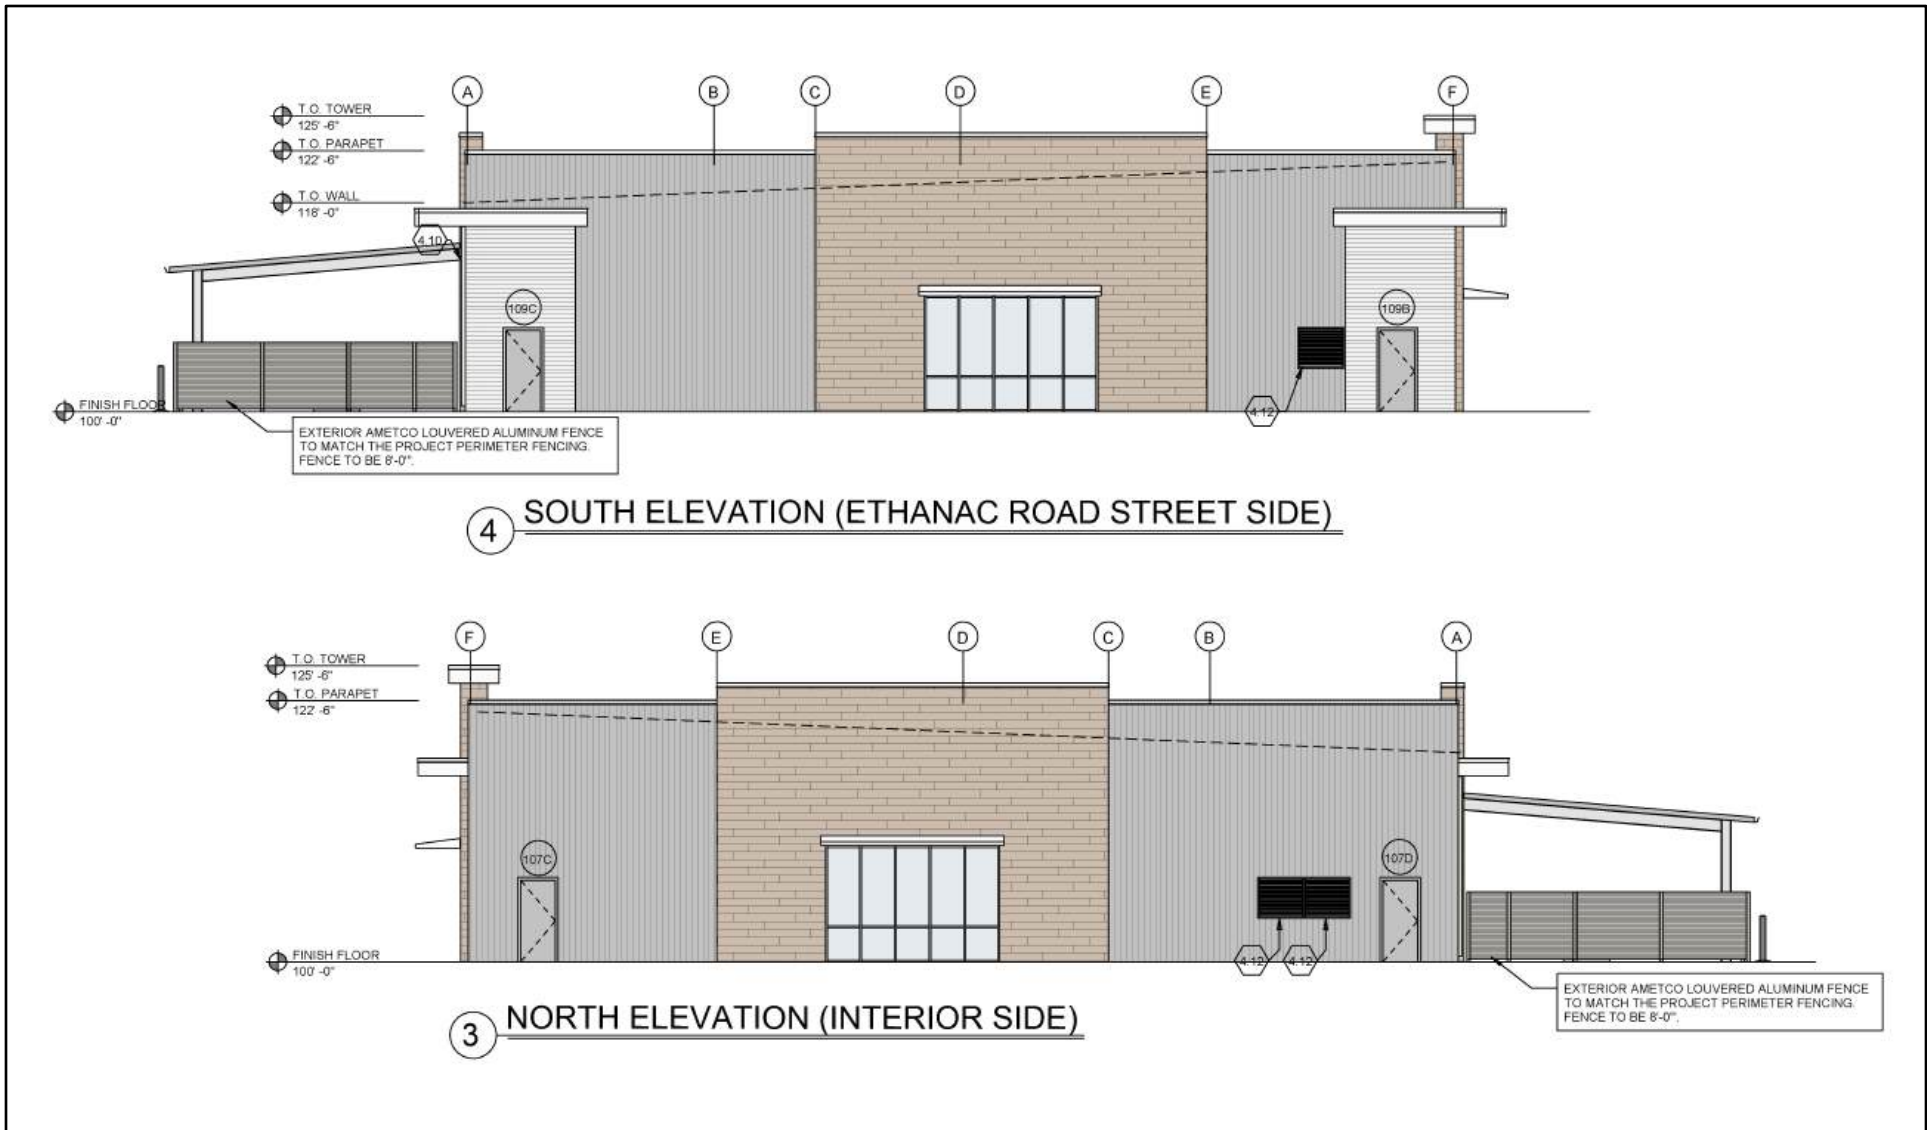 A B C D E F
T.O. TOWER
125' -6"
T.O. PARAPET
122' -6"
T.O. WALL
118' -0"
4.10
109C
109B
4.12
FINISH FLOOR
100' -0"
EXTERIOR AMETCO LOUVERED ALUMINUM FENCE
TO MATCH THE PROJECT PERIMETER FENCING.
FENCE TO BE 8'-0".
4 SOUTH ELEVATION (ETHANAC ROAD STREET SIDE)
F E D C B A
T.O. TOWER
125' -6"
T.O. PARAPET
122' -6"
107C
107D
4.12 4.12
FINISH FLOOR
100' -0"
EXTERIOR AMETCO LOUVERED ALUMINUM FENCE
TO MATCH THE PROJECT PERIMETER FENCING.
FENCE TO BE 8'-0".
3 NORTH ELEVATION (INTERIOR SIDE)